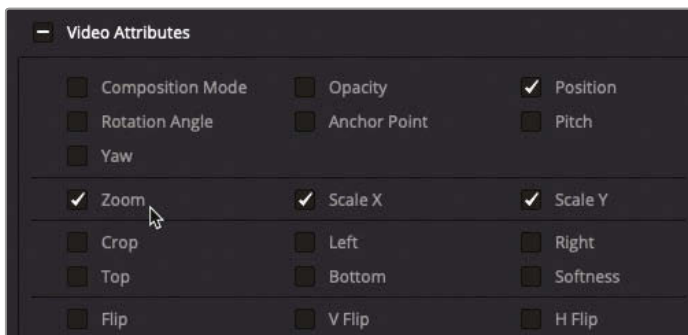 Video Attributes
Composition Mode Opacity Position
Rotation Angle Anchor Point Pitch
Yaw
Zoom Scale X Scale Y
Crop Left Right
Top Bottom Softness
Flip V Flip H Flip